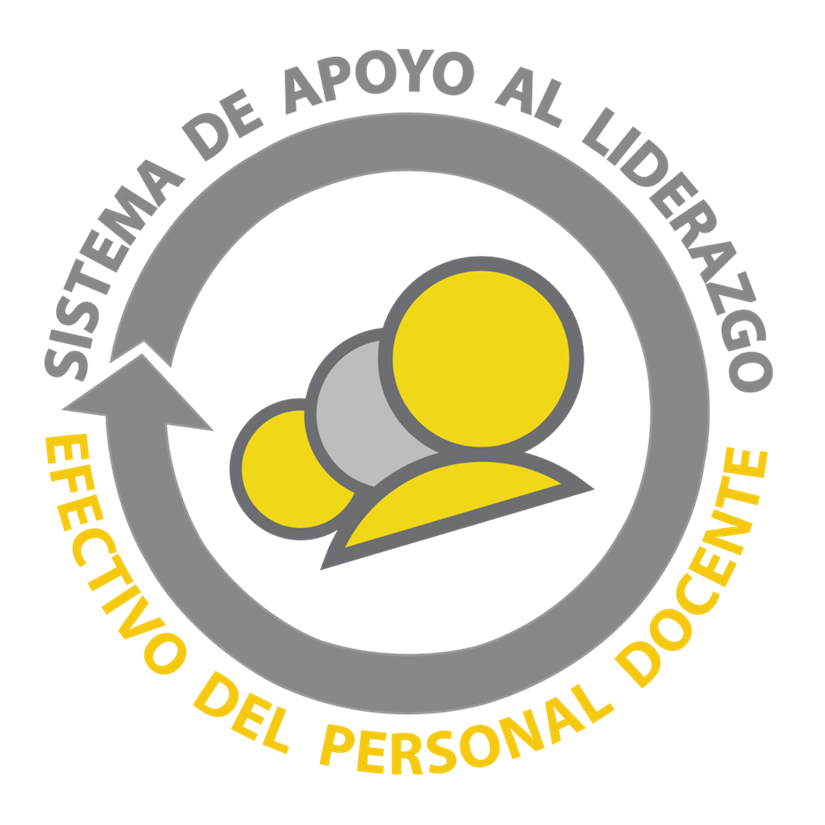 SISTEMA DE APOYO AL LIDERAZGO
EFECTIVO DEL PERSONAL DOCENTE